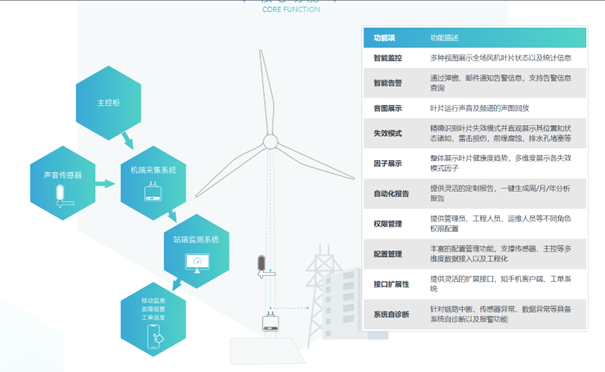 CORE FUNCTION
主控柜
声音传感器
机端采集系统
站端监测系统
移动监测
故障报警
工单派发
功能项 功能描述
智能监控 多种视图展示全场风机叶片状态以及统计信息
智能告警 通过弹窗、邮件通知告警信息，支持告警信息
查询
音图展示 叶片运行声音及频谱的声图回放
失效模式 精确识别叶片失效模式并直观展示其位置和状
态诸如，雷击损伤，前缘腐蚀，排水孔堵塞等
因子展示 整体展示叶片健康度趋势，多维度展示各失效
模式因子
自动化报告 提供灵活的定制报告，一键生成周/月/年分析
报告
权限管理 提供管理员、工程人员、运维人员等不同角色
权限配置
配置管理 丰富的配置管理功能，支撑传感器、主控等多
维度数据接入以及工程化
接口扩展性 提供灵活的扩展接口，如手机客户端、工单系
统
系统自诊断 针对链路中断、传感器异常、数据异常等具备
系统自诊断以及报警功能